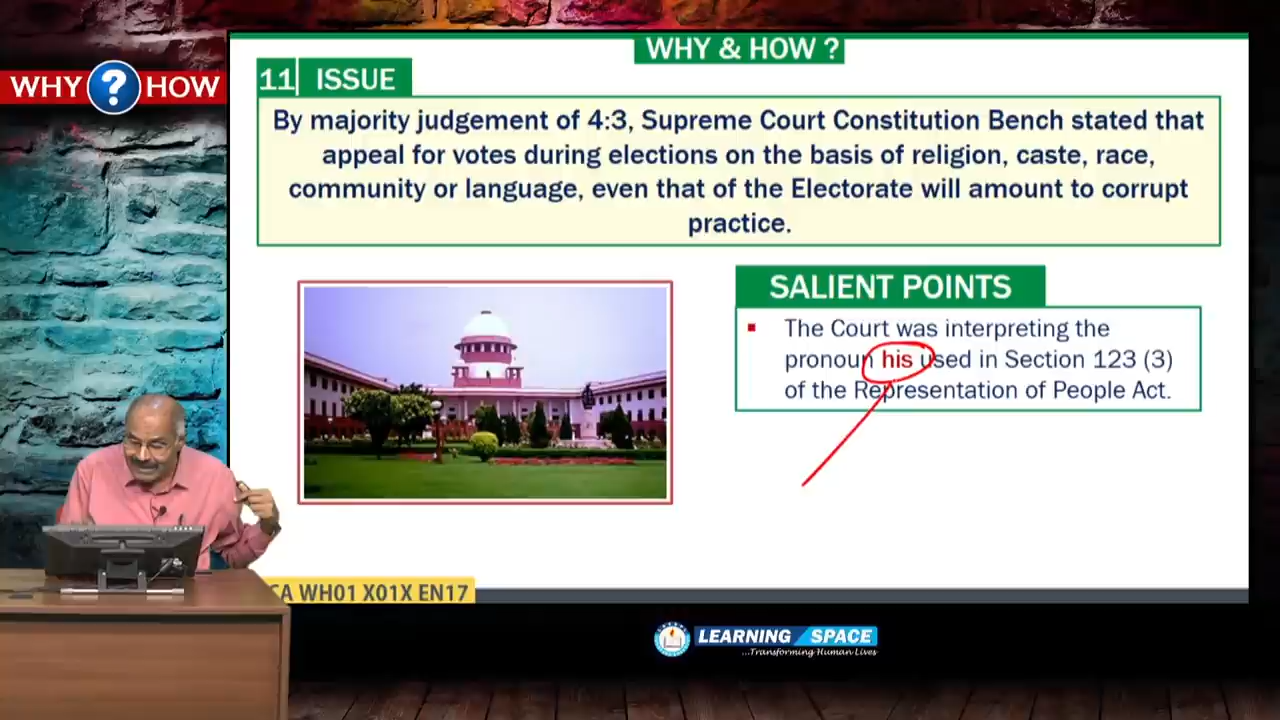 WHY & HOW ?
WHY ? HOW
11 ISSUE
By majority judgement of 4:3, Supreme Court Constitution Bench stated that
appeal for votes during elections on the basis of religion, caste, race,
community or language, even that of the Electorate will amount to corrupt
practice.
SALIENT POINTS
The Court was interpreting the
pronoun his used in Section 123 (3)
of the Representation of People Act.
CA WH01 X01X EN17
LEARNING SPACE
...Transforming Human Lives